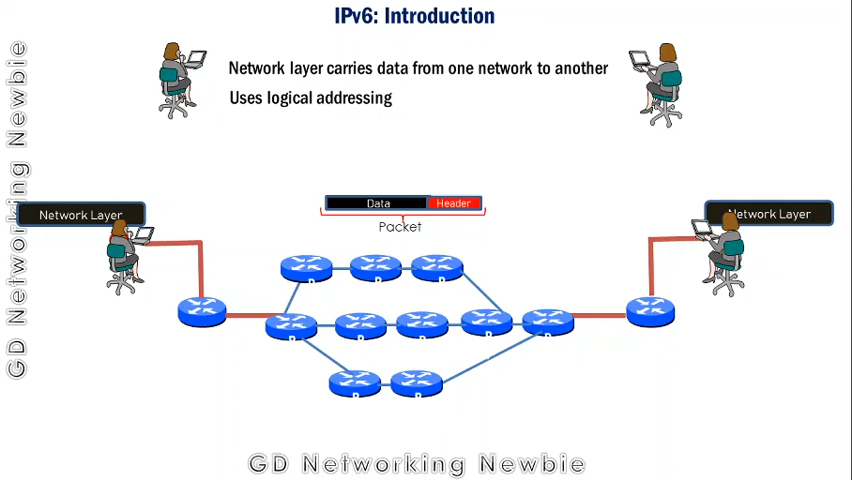 IPv6: Introduction
Network layer carries data from one network to another
Uses logical addressing
GD Networking Newbie
Network Layer
Data
Header
Network Layer
Packet
GD Networking Newbie